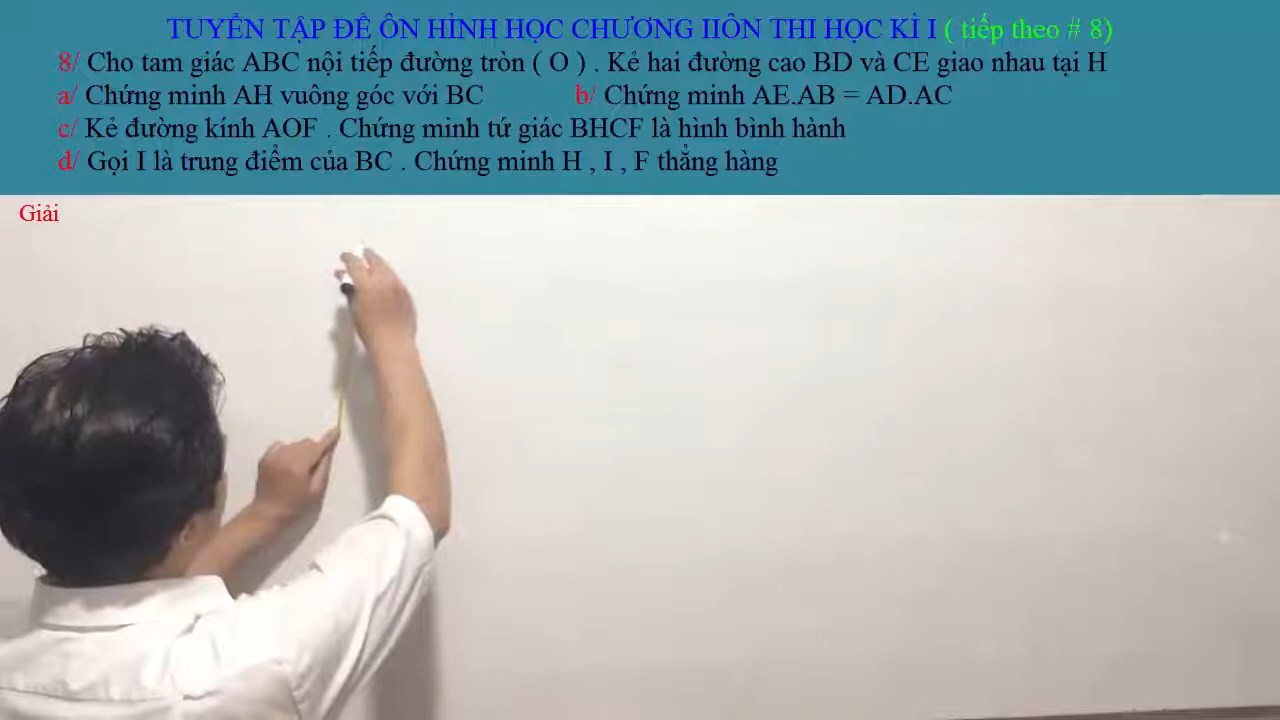 TUYỂN TẬP ĐỀ ÔN HÌNH HỌC CHƯƠNG IIÔN THI HỌC KÌ I ( tiếp theo # 8)
8/ Cho tam giác ABC nội tiếp đường tròn ( O ) . Kẻ hai đường cao BD và CE giao nhau tại H
a/ Chứng minh AH vuông góc với BC b/ Chứng minh AE.AB = AD.AC
c/ Kẻ đường kính AOF . Chứng minh tứ giác BHCF là hình bình hành
d/ Gọi I là trung điểm của BC . Chứng minh H , I , F thẳng hàng
Giải